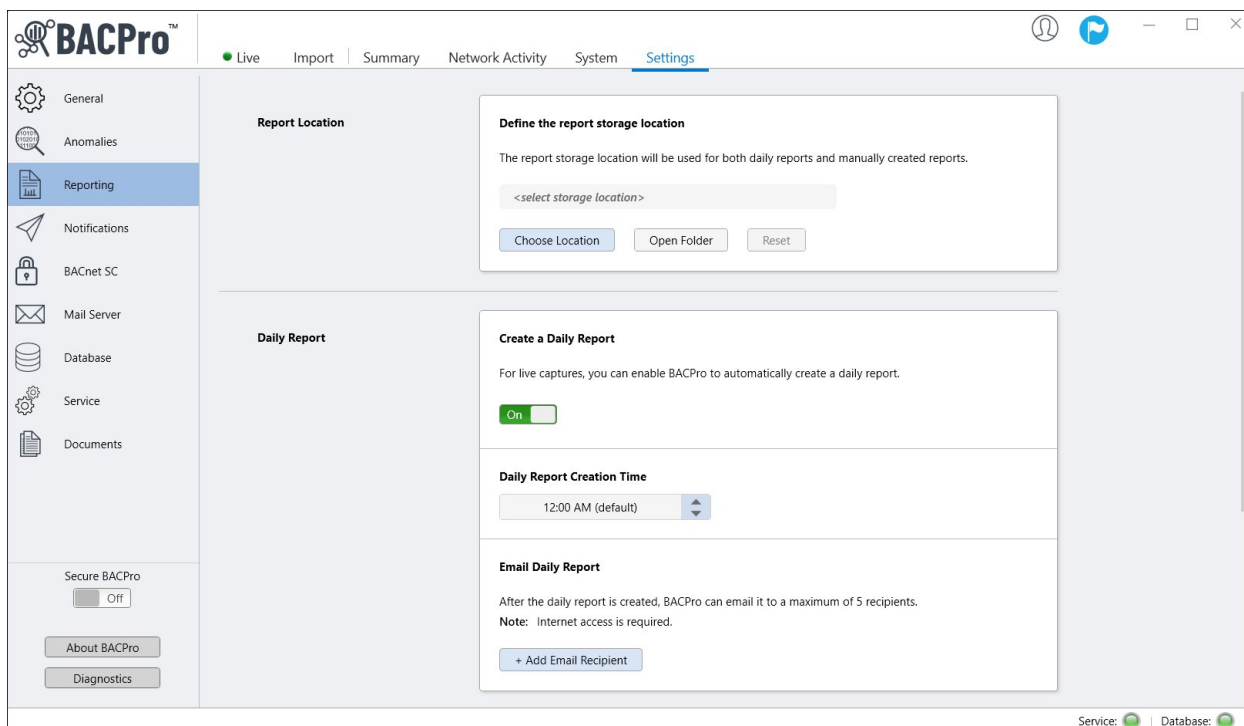 BACPro™
Live
Import
Summary
Network Activity
System
Settings
General
Anomalies
Reporting
Notifications
BACnet SC
Mail Server
Database
Service
Documents
Secure BACPro
Off
About BACPro
Diagnostics
Report Location
Define the report storage location
The report storage location will be used for both daily reports and manually created reports.
<select storage location>
Choose Location
Open Folder
Reset
Daily Report
Create a Daily Report
For live captures, you can enable BACPro to automatically create a daily report.
On
Daily Report Creation Time
12:00 AM (default)
Email Daily Report
After the daily report is created, BACPro can email it to a maximum of 5 recipients.
Note: Internet access is required.
+ Add Email Recipient
Service:
Database: